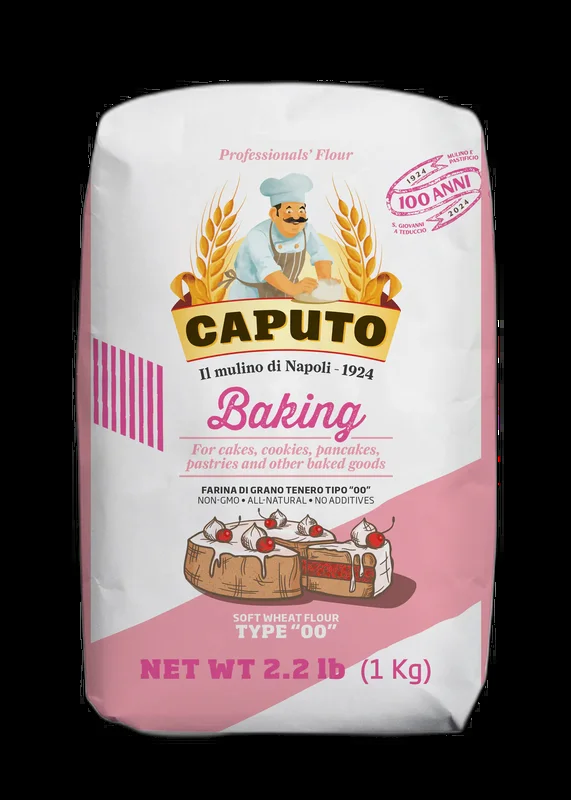 Professionals' Flour
1924
MULINO E
PASTIFICIO
100 ANNI
S. GIOVANNI
A TEDUCCIO
2024
CAPUTO
Il mulino di Napoli - 1924
Baking
For cakes, cookies, pancakes,
pastries and other baked goods
FARINA DI GRANO TENERO TIPO "00"
NON-GMO • ALL-NATURAL • NO ADDITIVES
SOFT WHEAT FLOUR
TYPE "00"
NET WT 2.2 lb (1 Kg)